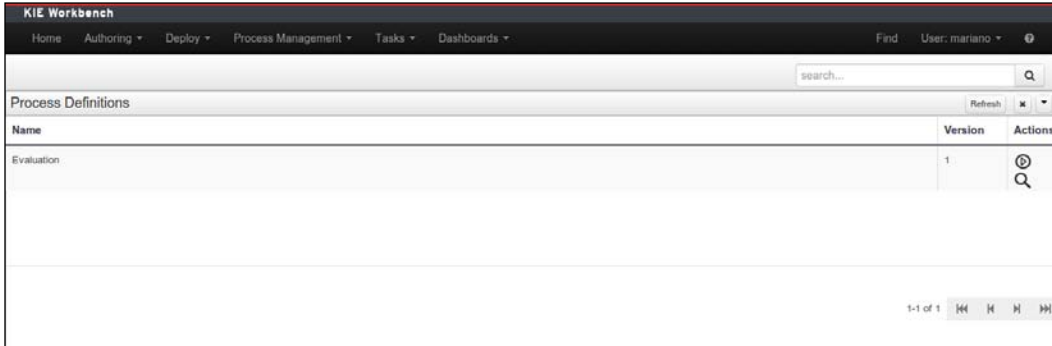 KIE Workbench
Home Authoring Deploy Process Management Tasks Dashboards Find User: mariano
search...
Process Definitions Refresh
Name Version Actions
Evaluation 1
1-1 of 1